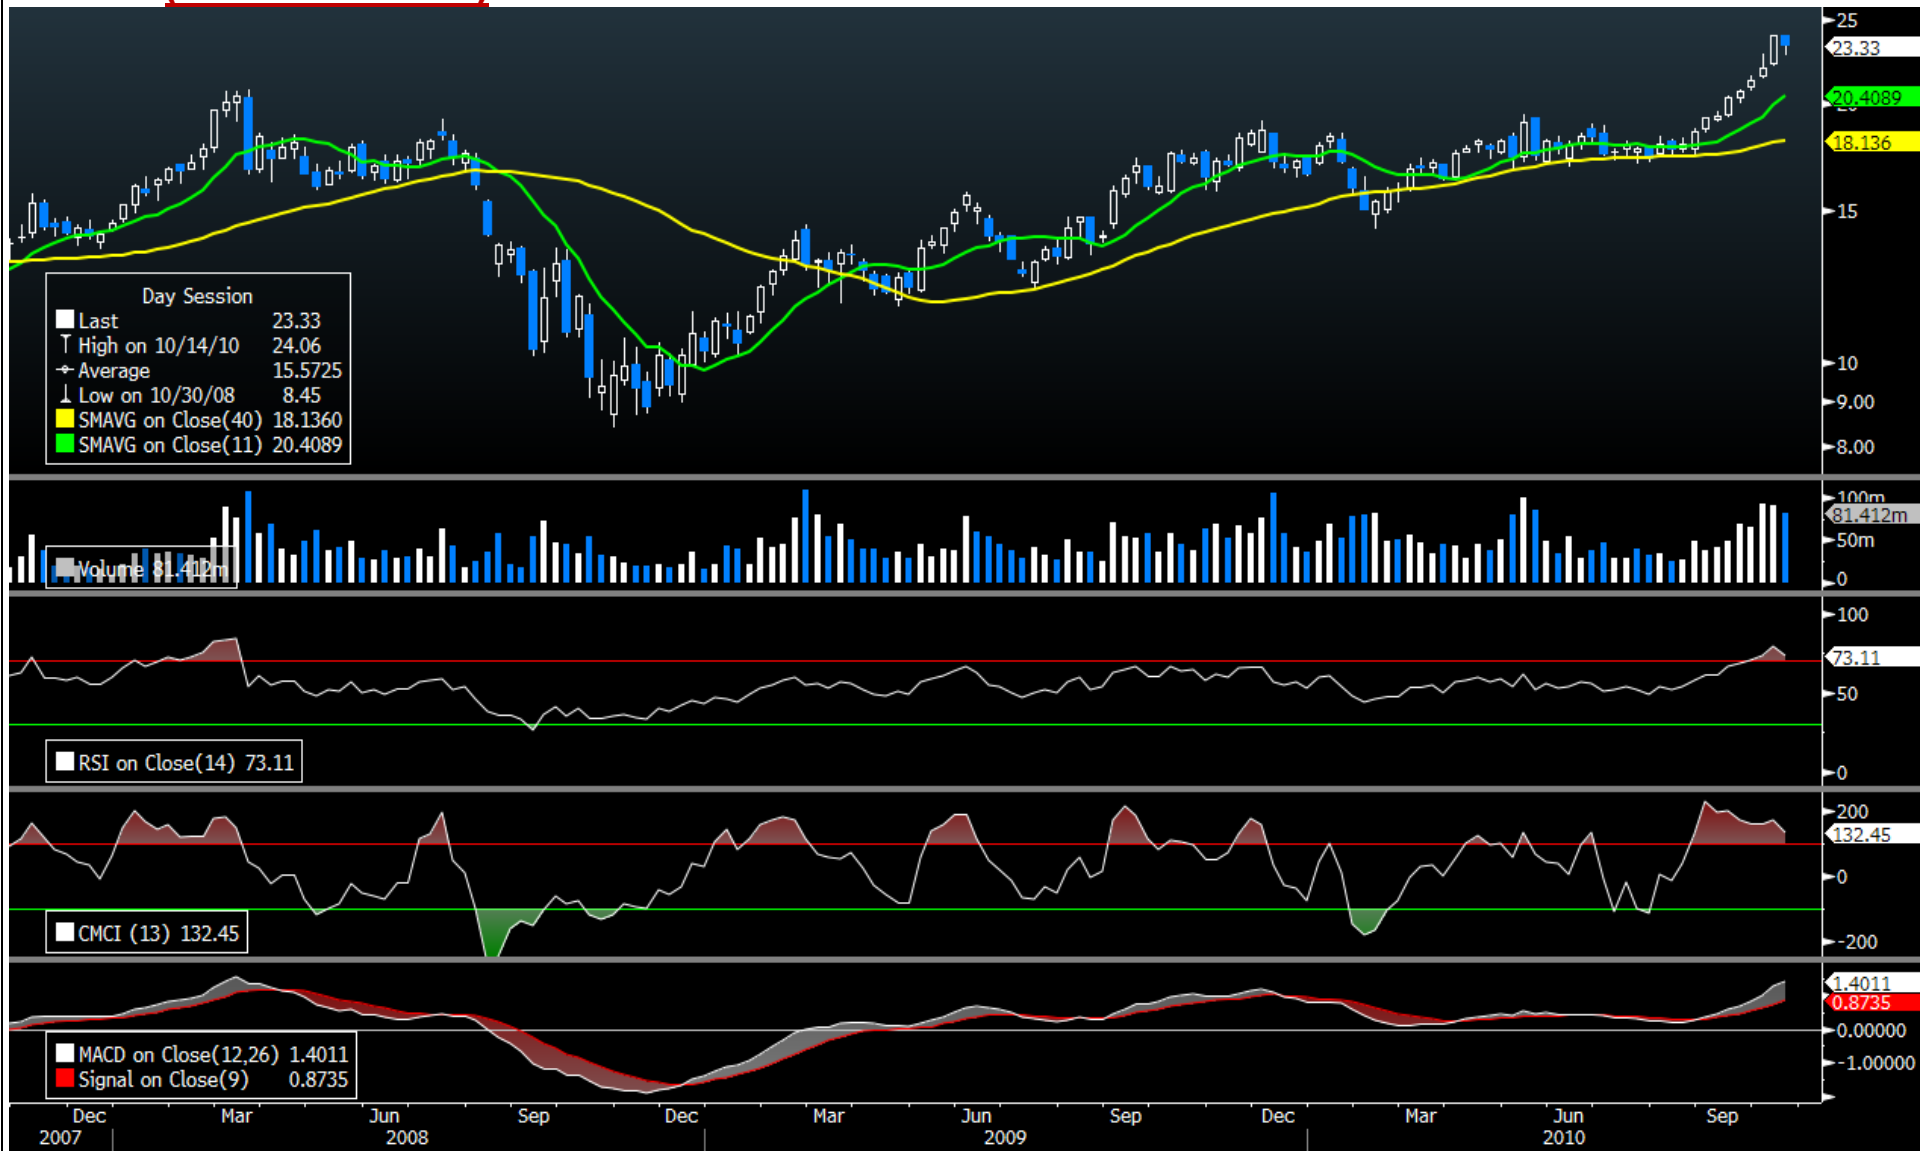 25
23.33
20.4089
18.136
15
10
9.00
8.00
Day Session
Last 23.33
High on 10/14/10 24.06
Average 15.5725
Low on 10/30/08 8.45
SMAVG on Close(40) 18.1360
SMAVG on Close(11) 20.4089
100m
81.412m
50m
0
Volume 81.412m
100
73.11
50
0
RSI on Close(14) 73.11
200
132.45
0
-200
CMCI (13) 132.45
1.4011
0.8735
0.00000
-1.00000
MACD on Close(12,26) 1.4011
Signal on Close(9) 0.8735
Dec Mar Jun Sep Dec Mar Jun Sep Dec Mar Jun Sep
2007 2008 2009 2010